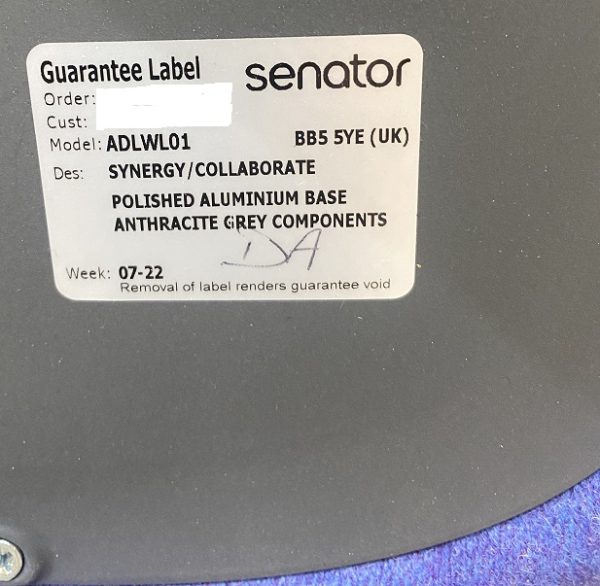 Guarantee Label
senator
Order:
Cust:
Model: ADLWL01 BB5 5YE (UK)
Des: SYNERGY/COLLABORATE
POLISHED ALUMINIUM BASE
ANTHRACITE GREY COMPONENTS
DA
Week: 07-22
Removal of label renders guarantee void